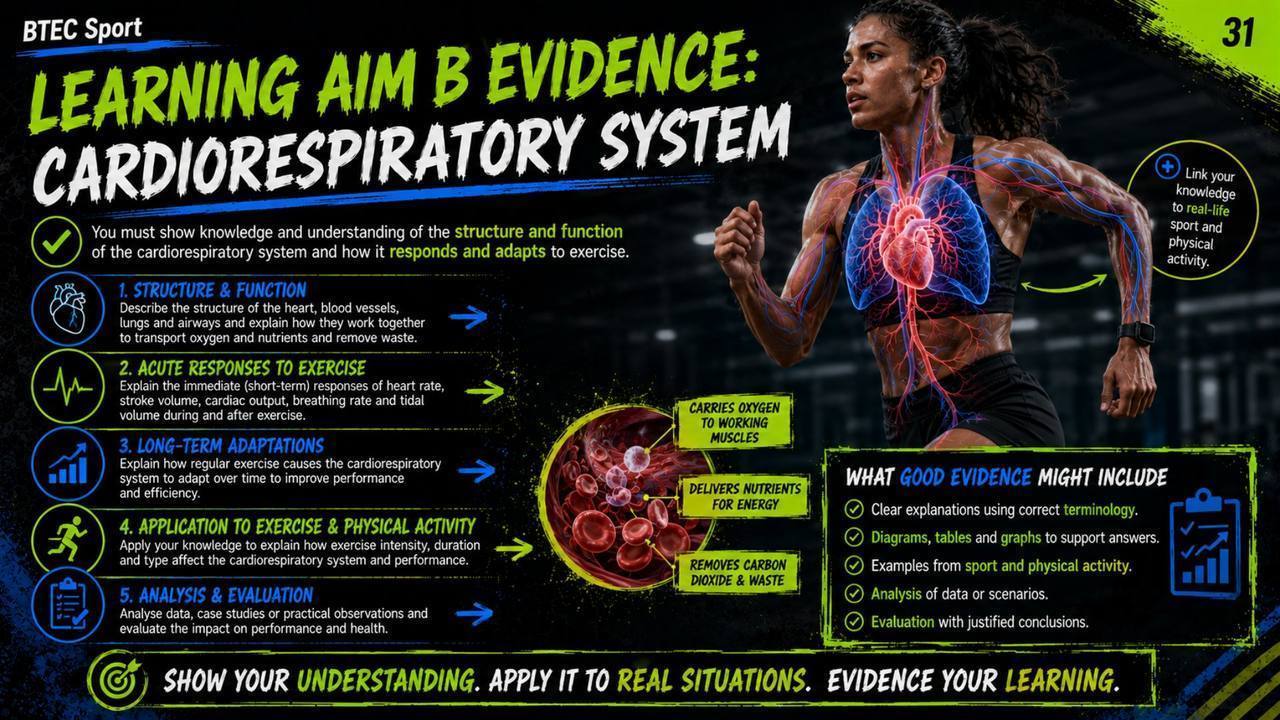 BTEC Sport
31
LEARNING AIM B EVIDENCE:
CARDIORESPIRATORY SYSTEM
You must show knowledge and understanding of the structure and function
of the cardiorespiratory system and how it responds and adapts to exercise.
1. STRUCTURE & FUNCTION
Describe the structure of the heart, blood vessels,
lungs and airways and explain how they work together
to transport oxygen and nutrients and remove waste.
2. ACUTE RESPONSES TO EXERCISE
Explain the immediate (short-term) responses of heart rate,
stroke volume, cardiac output, breathing rate and tidal
volume during and after exercise.
3. LONG-TERM ADAPTATIONS
Explain how regular exercise causes the cardiorespiratory
system to adapt over time to improve performance
and efficiency.
4. APPLICATION TO EXERCISE & PHYSICAL ACTIVITY
Apply your knowledge to explain how exercise intensity, duration
and type affect the cardiorespiratory system and performance.
5. ANALYSIS & EVALUATION
Analyse data, case studies or practical observations and
evaluate the impact on performance and health.
CARRIES OXYGEN
TO WORKING
MUSCLES
DELIVERS NUTRIENTS
FOR ENERGY
REMOVES CARBON
DIOXIDE & WASTE
Link your
knowledge
to real-life
sport and
physical
activity.
WHAT GOOD EVIDENCE MIGHT INCLUDE
Clear explanations using correct terminology.
Diagrams, tables and graphs to support answers.
Examples from sport and physical activity.
Analysis of data or scenarios.
Evaluation with justified conclusions.
SHOW YOUR UNDERSTANDING. APPLY IT TO REAL SITUATIONS. EVIDENCE YOUR LEARNING.